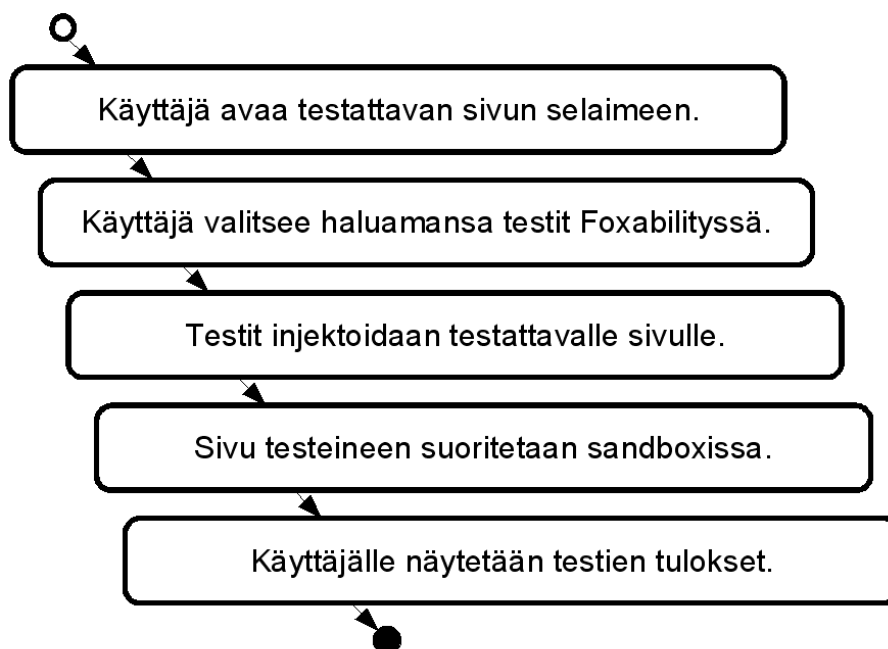 Käyttäjä avaa testattavan sivun selaimeen.
Käyttäjä valitsee haluamansa testit Foxabilityssä.
Testit injektoidaan testattavalle sivulle.
Sivu testeineen suoritetaan sandboxissa.
Käyttäjälle näytetään testien tulokset.